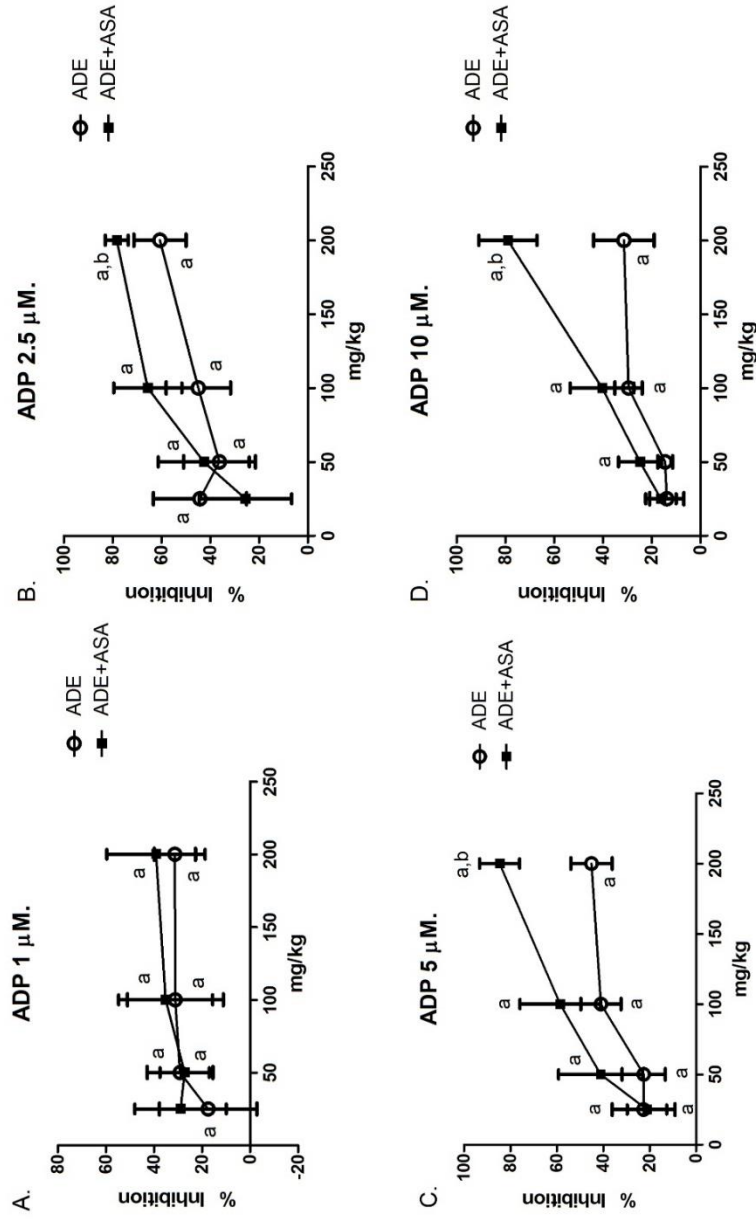 A.
ADP 1 µM.
ADE
ADE+ASA
% Inhibition
80
60
40
20
0
-20
a
a
a
a
a
a
a
50
100
150
200
250
mg/kg
B.
ADP 2.5 µM.
ADE
ADE+ASA
% Inhibition
100
80
60
40
20
0
a
a
a
a
a
a,b
a
0
50
100
150
200
250
mg/kg
C.
ADP 5 µM.
ADE
ADE+ASA
% Inhibition
100
80
60
40
20
0
a
a
a
a
a
a
a,b
a
0
50
100
150
200
250
mg/kg
D.
ADP 10 µM.
ADE
ADE+ASA
% Inhibition
100
80
60
40
20
0
a
a
a
a,b
a
0
50
100
150
200
250
mg/kg